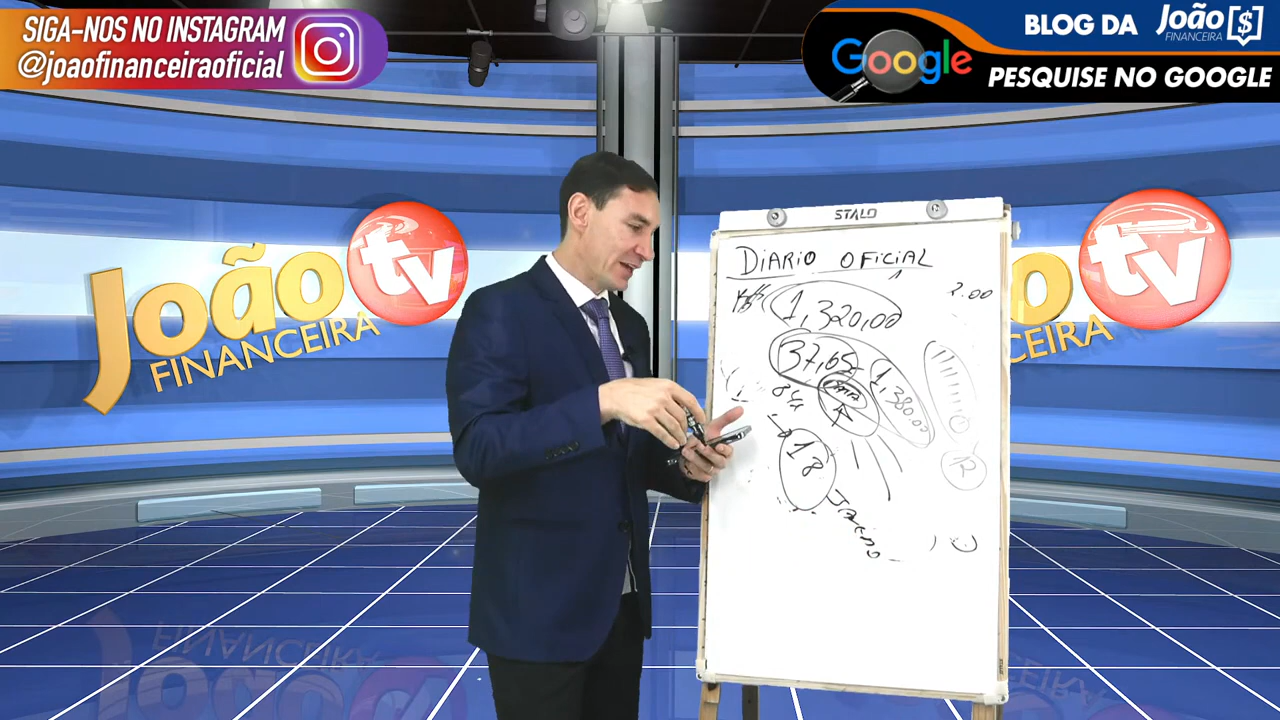 SIGA-NOS NO INSTAGRAM
@joaofinanceiraoficial
BLOG DA João FINANCEIRA
Google
PESQUISE NO GOOGLE
João tv
FINANCEIRA
STALO
DIARIO OFICIAL
2.00
1,320,00
37,65
1,380.00
84
18
12
o tv
CEIRA